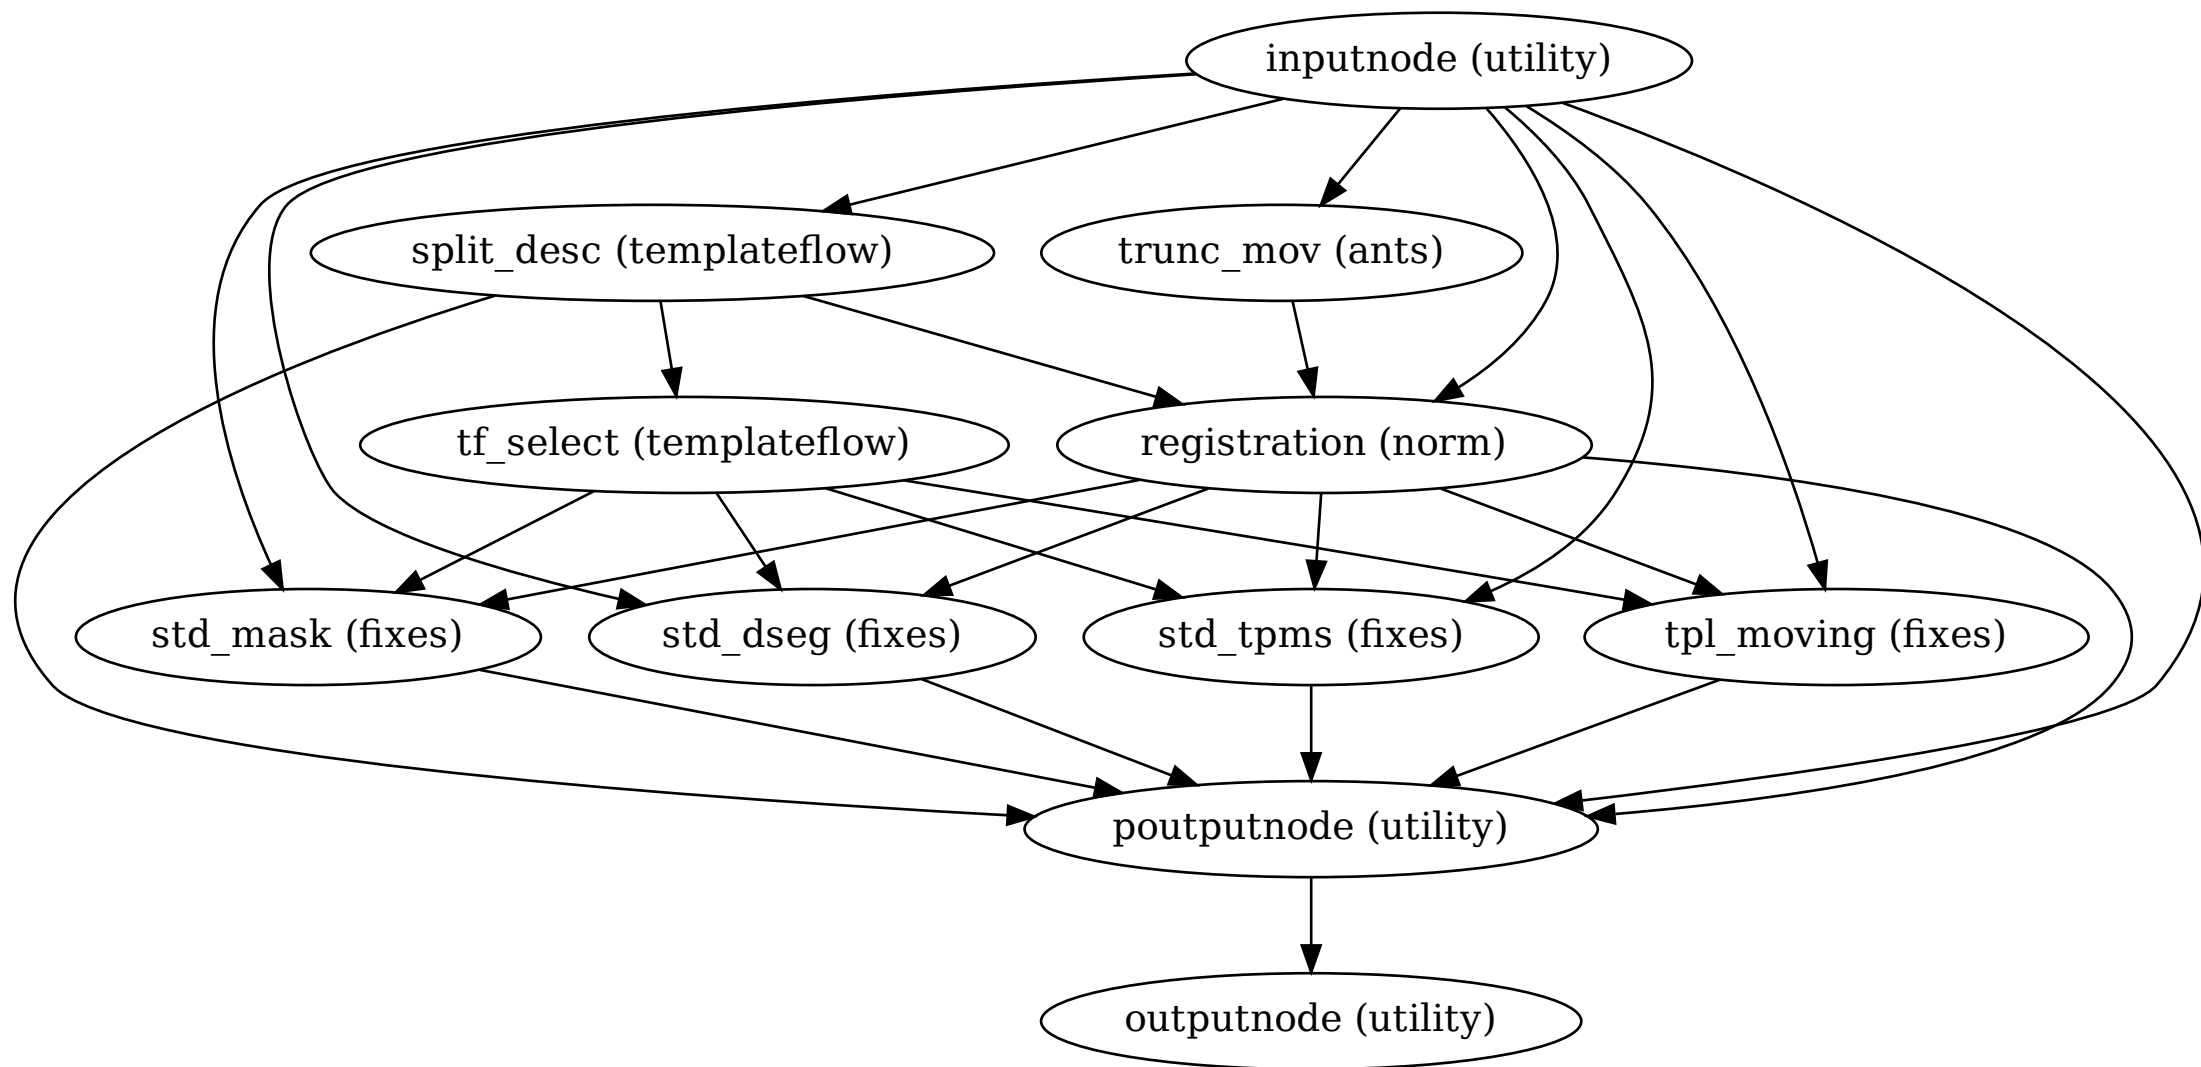 inputnode (utility)
split_desc (templateflow)
trunc_mov (ants)
tf_select (templateflow)
registration (norm)
std_mask (fixes)
std_dseg (fixes)
std_tpms (fixes)
tpl_moving (fixes)
poutputnode (utility)
outputnode (utility)